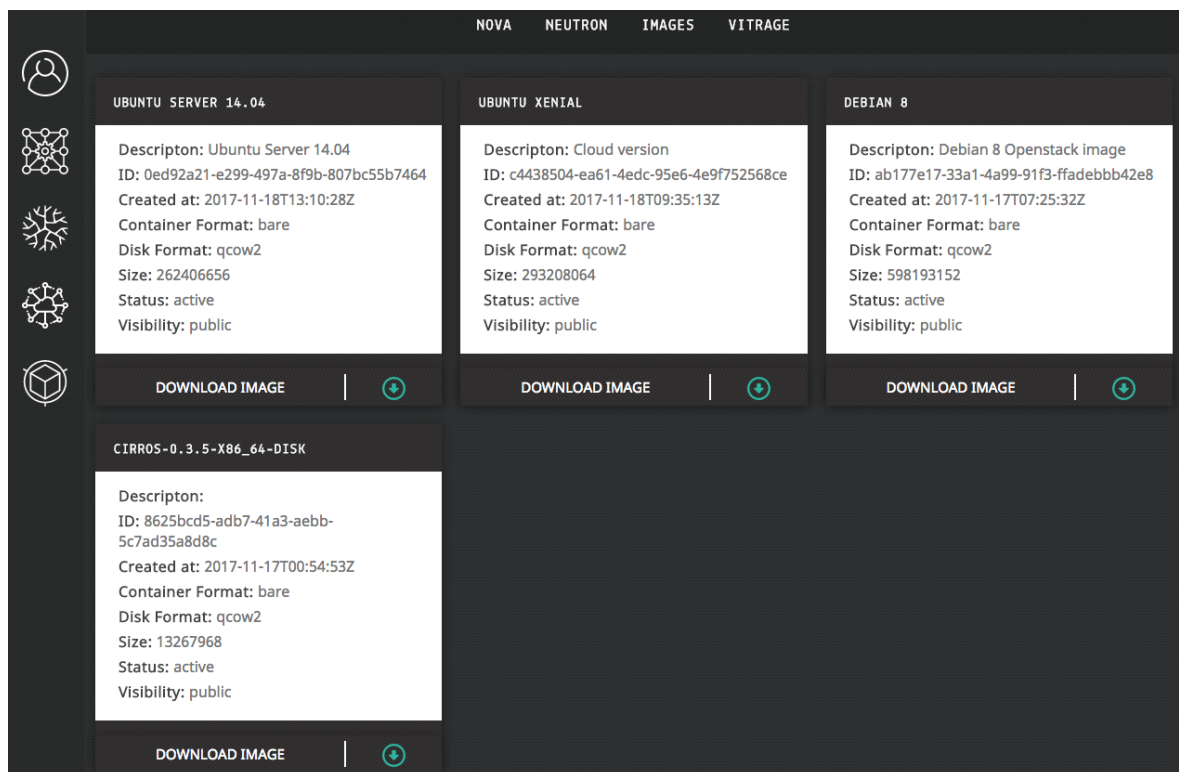 NOVA NEUTRON IMAGES VITRAGE
UBUNTU SERVER 14.04
Descripton: Ubuntu Server 14.04
ID: 0ed92a21-e299-497a-8f9b-807bc55b7464
Created at: 2017-11-18T13:10:28Z
Container Format: bare
Disk Format: qcow2
Size: 262406656
Status: active
Visibility: public
DOWNLOAD IMAGE
UBUNTU XENIAL
Descripton: Cloud version
ID: c4438504-ea61-4edc-95e6-4e9f752568ce
Created at: 2017-11-18T09:35:13Z
Container Format: bare
Disk Format: qcow2
Size: 293208064
Status: active
Visibility: public
DOWNLOAD IMAGE
DEBIAN 8
Descripton: Debian 8 Openstack image
ID: ab177e17-33a1-4a99-91f3-ffadebbb42e8
Created at: 2017-11-17T07:25:32Z
Container Format: bare
Disk Format: qcow2
Size: 598193152
Status: active
Visibility: public
DOWNLOAD IMAGE
CIRROS-0.3.5-X86_64-DISK
Descripton:
ID: 8625bcd5-adb7-41a3-aebb-
5c7ad35a8d8c
Created at: 2017-11-17T00:54:53Z
Container Format: bare
Disk Format: qcow2
Size: 13267968
Status: active
Visibility: public
DOWNLOAD IMAGE